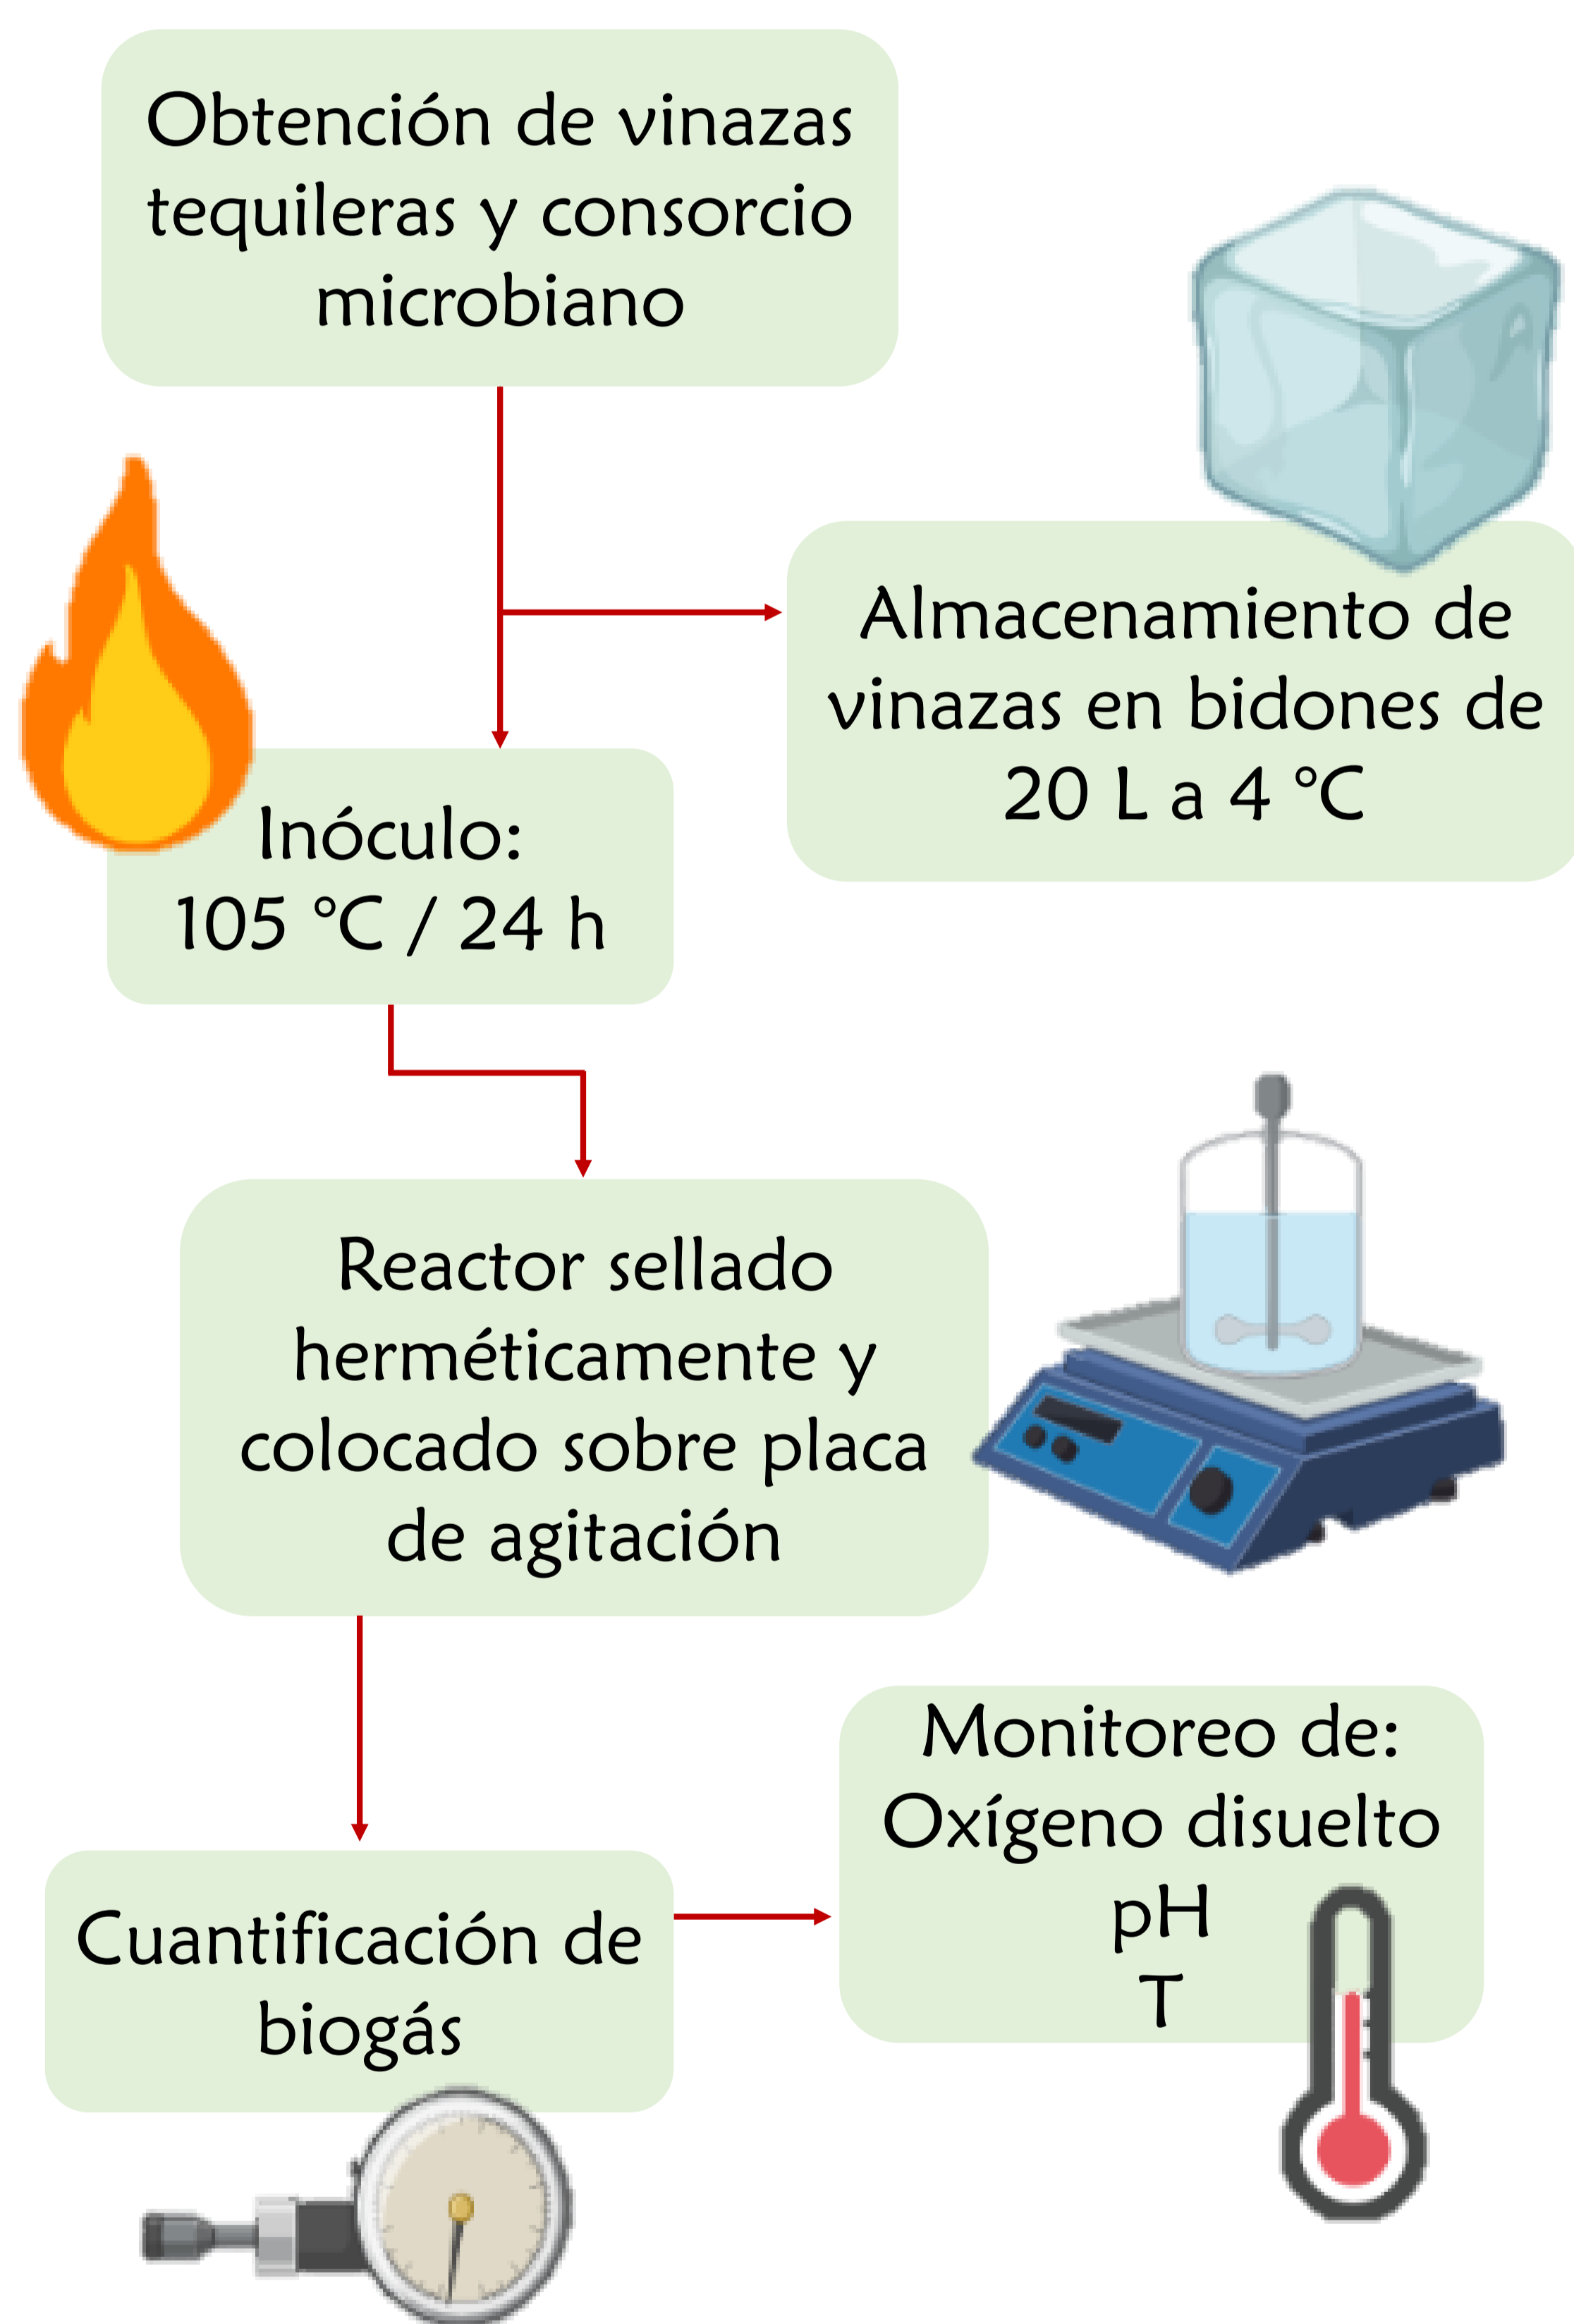 Obtención de vinazas
tequileras y consorcio
microbiano
Almacenamiento de
vinazas en bidones de
20 L a 4 °C
Inóculo:
105 °C / 24 h
Reactor sellado
herméticamente y
colocado sobre placa
de agitación
Monitoreo de:
Oxígeno disuelto
pH
T
Cuantificación de
biogás